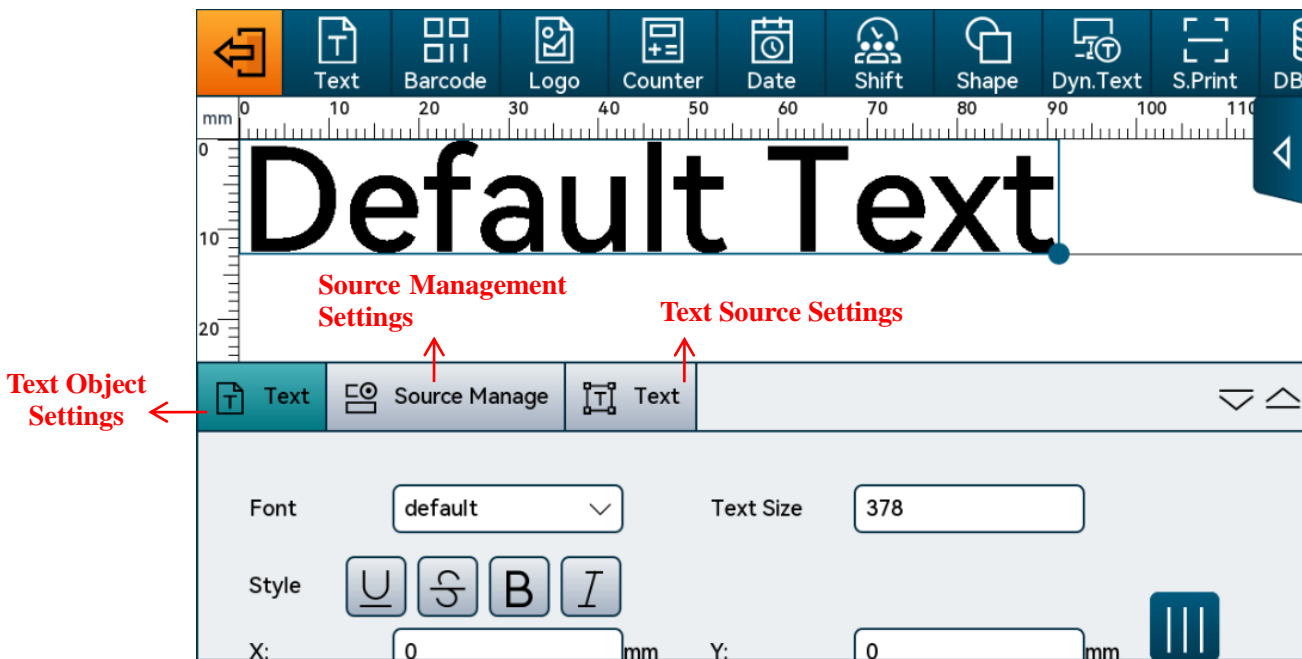 Text Barcode Logo Counter Date Shift Shape Dyn.Text S.Print DB
mm 0 10 20 30 40 50 60 70 80 90 100 110
0
Default Text
10
Source Management
Settings
Text Source Settings
20
Text Object
Settings
Text Source Manage Text
Font default Text Size 378
Style U S B I
X: 0 mm Y: 0 mm